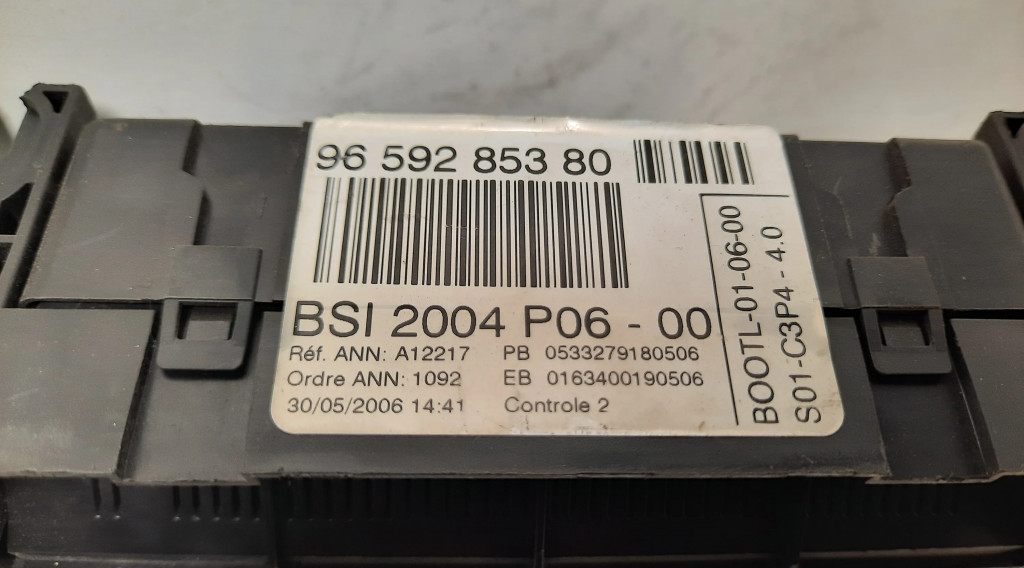 96 592 853 80
BSI 2004 P06 - 00
Réf. ANN: A12217 PB 0533279180506
Ordre ANN: 1092 EB 0163400190506
30/05/2006 14:41 Controle 2
BOOTL-01-06-00
S01-C3P4 - 4.0